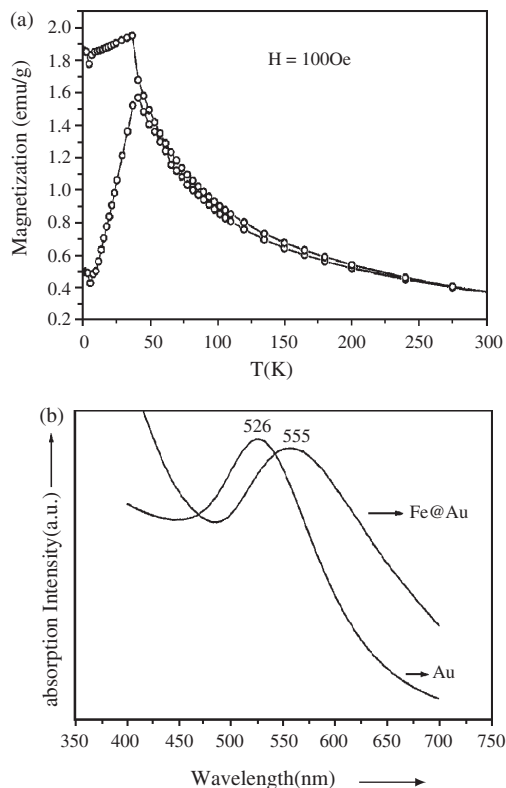 (a)
2.0
1.8
1.6
1.4
1.2
1.0
0.8
0.6
0.4
0.2
Magnetization (emu/g)
H = 100Oe
0 50 100 150 200 250 300
T(K)
(b)
526
555
Fe@Au
Au
absorption Intensity(a.u.)
350 400 450 500 550 600 650 700 750
Wavelength(nm)